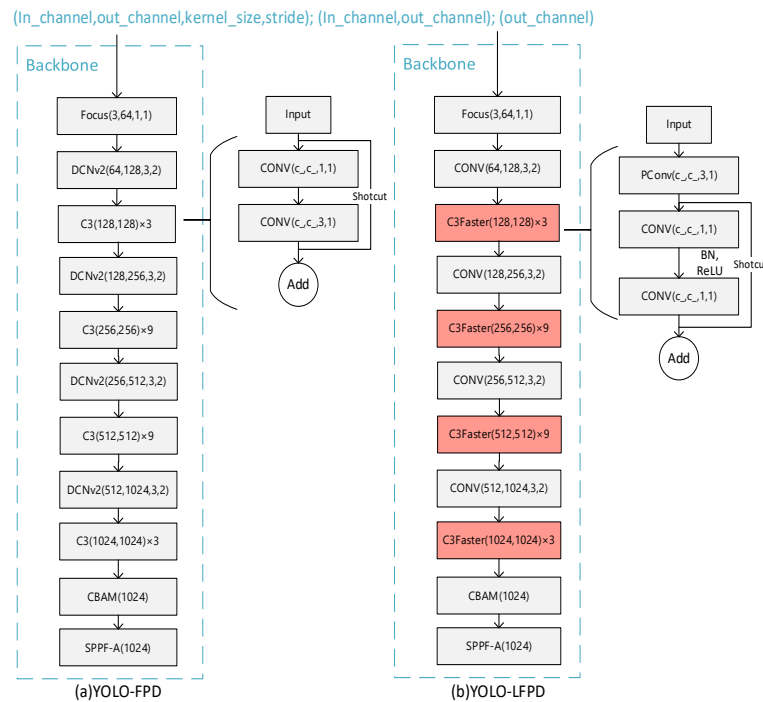 (In_channel,out_channel,kernel_size,stride); (In_channel,out_channel); (out_channel)
Backbone
Focus(3,64,1,1)
DCNv2(64,128,3,2)
C3(128,128)×3
DCNv2(128,256,3,2)
C3(256,256)×9
DCNv2(256,512,3,2)
C3(512,512)×9
DCNv2(512,1024,3,2)
C3(1024,1024)×3
CBAM(1024)
SPPF-A(1024)
(a)YOLO-FPD
Input
CONV(c_,c_,1,1)
CONV(c_,c_,3,1)
Shotcut
Add
Backbone
Focus(3,64,1,1)
CONV(64,128,3,2)
C3Faster(128,128)×3
CONV(128,256,3,2)
C3Faster(256,256)×9
CONV(256,512,3,2)
C3Faster(512,512)×9
CONV(512,1024,3,2)
C3Faster(1024,1024)×3
CBAM(1024)
SPPF-A(1024)
(b)YOLO-LFPD
Input
PConv(c_,c_,3,1)
CONV(c_,c_,1,1)
BN,
ReLU
Shotcu
CONV(c_,c_,1,1)
Add